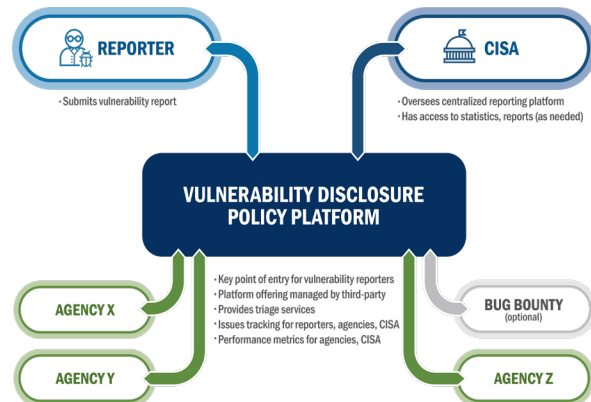 REPORTER
• Submits vulnerability report
CISA
• Oversees centralized reporting platform
• Has access to statistics, reports (as needed)
VULNERABILITY DISCLOSURE
POLICY PLATFORM
• Key point of entry for vulnerability reporters
• Platform offering managed by third-party
• Provides triage services
• Issues tracking for reporters, agencies, CISA
• Performance metrics for agencies, CISA
AGENCY X
AGENCY Y
BUG BOUNTY
(optional)
AGENCY Z